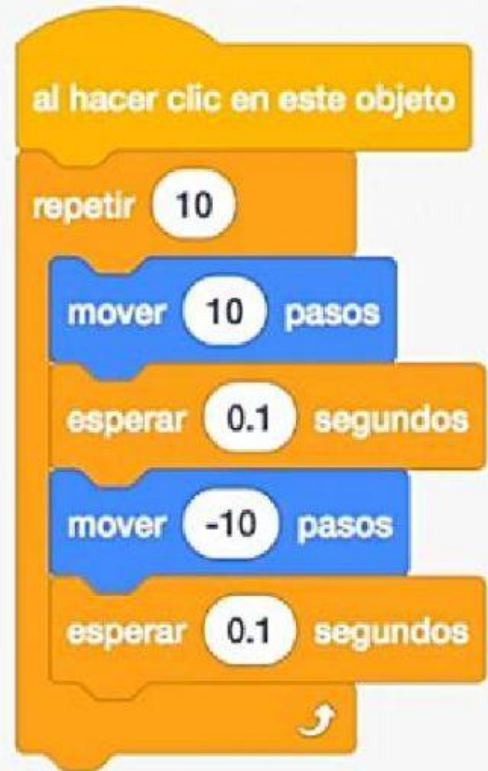 al hacer clic en este objeto
repetir 10
mover 10 pasos
esperar 0.1 segundos
mover -10 pasos
esperar 0.1 segundos